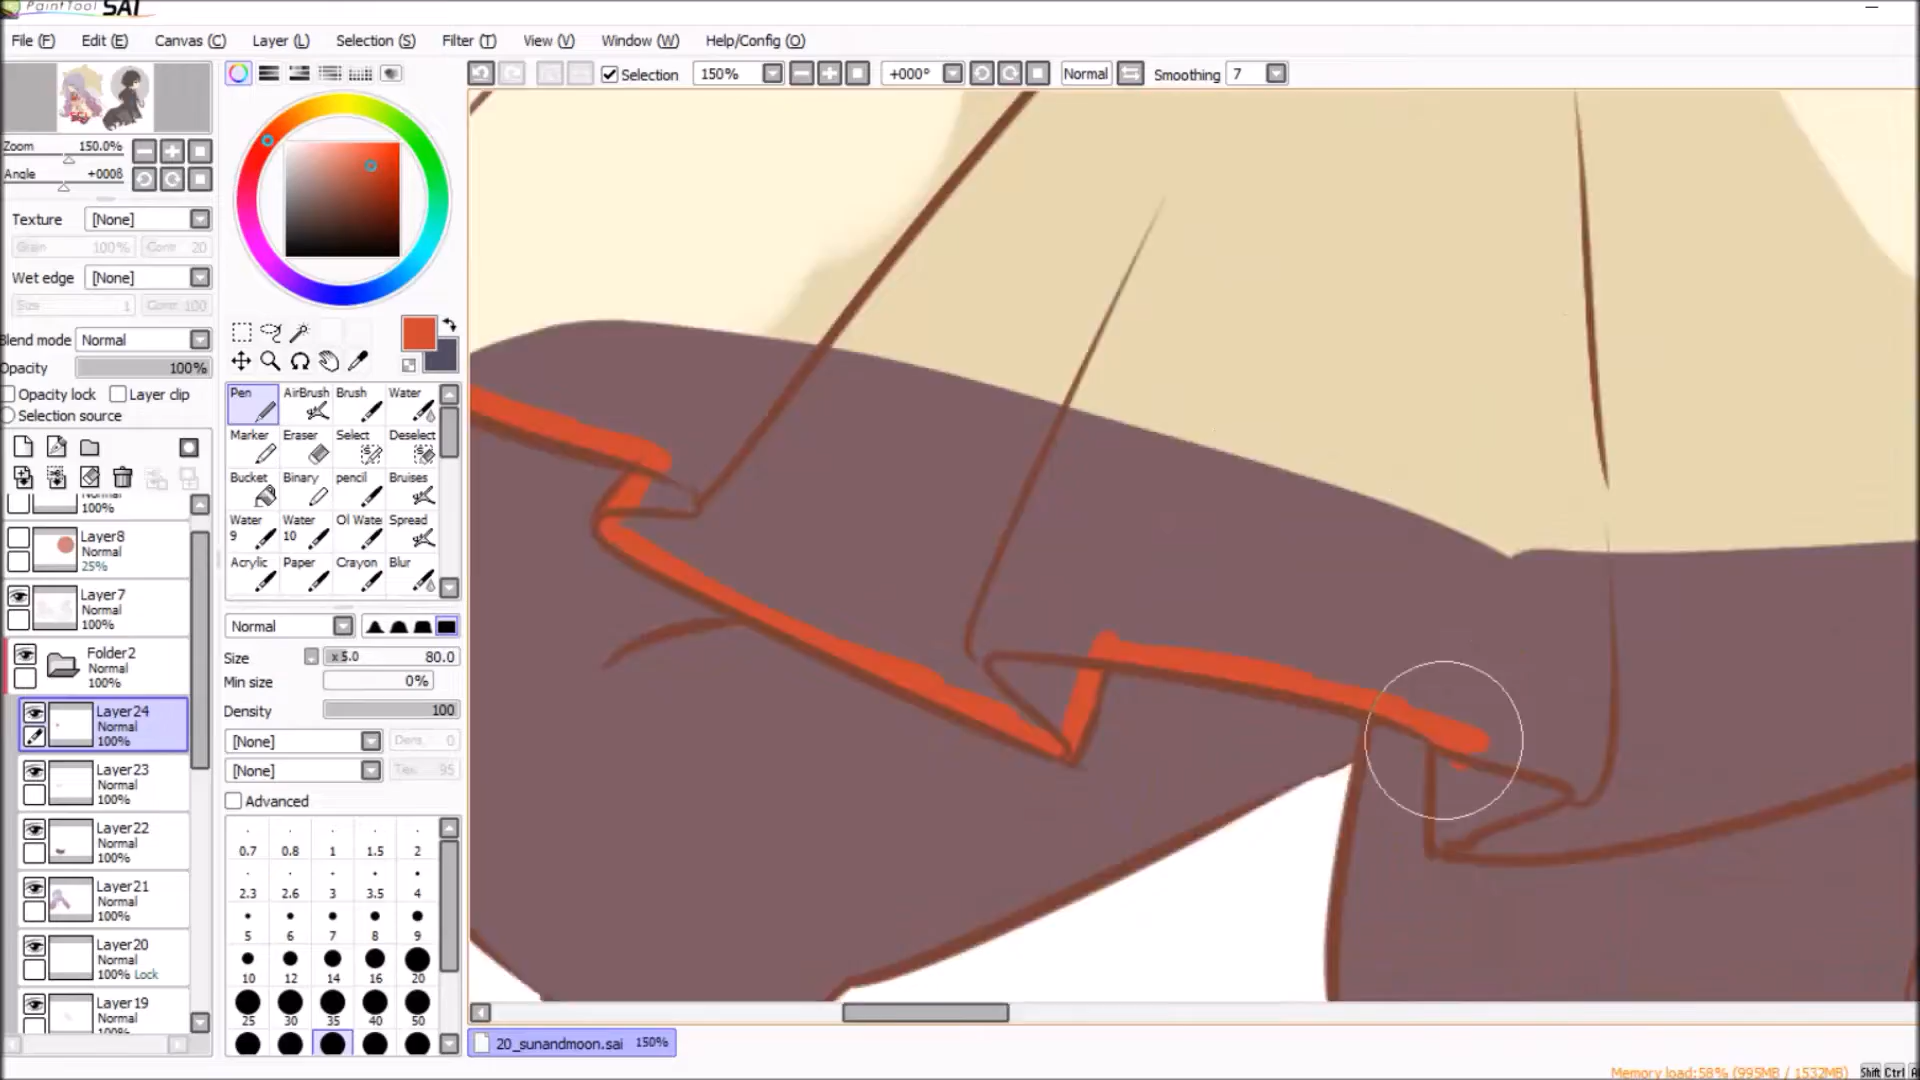 PaintTool SAI
File (F) Edit (E) Canvas (C) Layer (L) Selection (S) Filter (T) View (V) Window (W) Help/Config (O)
Selection 150% +000° Normal Smoothing 7
Zoom 150.0%
Angle +000ß
Texture [None]
Grain 100% Conr 20
Wet edge [None]
Size 1 Conr 100
Blend mode Normal
Opacity 100%
Opacity lock Layer clip
Selection source
Normal
100%
Layer8
Normal
25%
Layer7
Normal
100%
Folder2
Normal
100%
Layer24
Normal
100%
Layer23
Normal
100%
Layer22
Normal
100%
Layer21
Normal
100%
Layer20
Normal
100% Lock
Layer19
Normal
Pen AirBrush Brush Water
Marker Eraser Select Deselect
Bucket Binary pencil Bruises
Water 9 Water 10 Ol Wate Spread
Acrylic Paper Crayon Blur
Normal
Size x5.0 80.0
Min size 0%
Density 100
[None] Dens. 0
[None] Tex. 95
Advanced
0.7 0.8 1 1.5 2
2.3 2.6 3 3.5 4
5 6 7 8 9
10 12 14 16 20
25 30 35 40 50
20_sunandmoon.sai 150%
Memory load:58% (995MB / 1532MB) Shift Ctrl